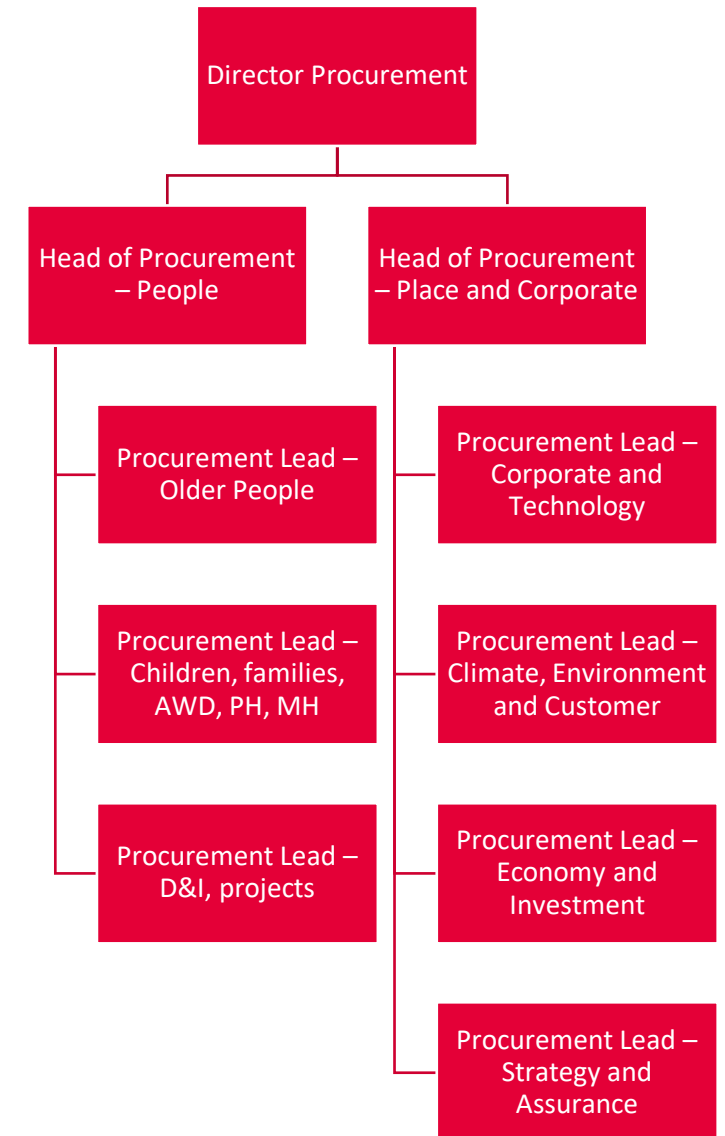 Director Procurement
Head of Procurement
– People
Head of Procurement
– Place and Corporate
Procurement Lead –
Older People
Procurement Lead –
Children, families,
AWD, PH, MH
Procurement Lead –
D&I, projects
Procurement Lead –
Corporate and
Technology
Procurement Lead –
Climate, Environment
and Customer
Procurement Lead –
Economy and
Investment
Procurement Lead –
Strategy and
Assurance